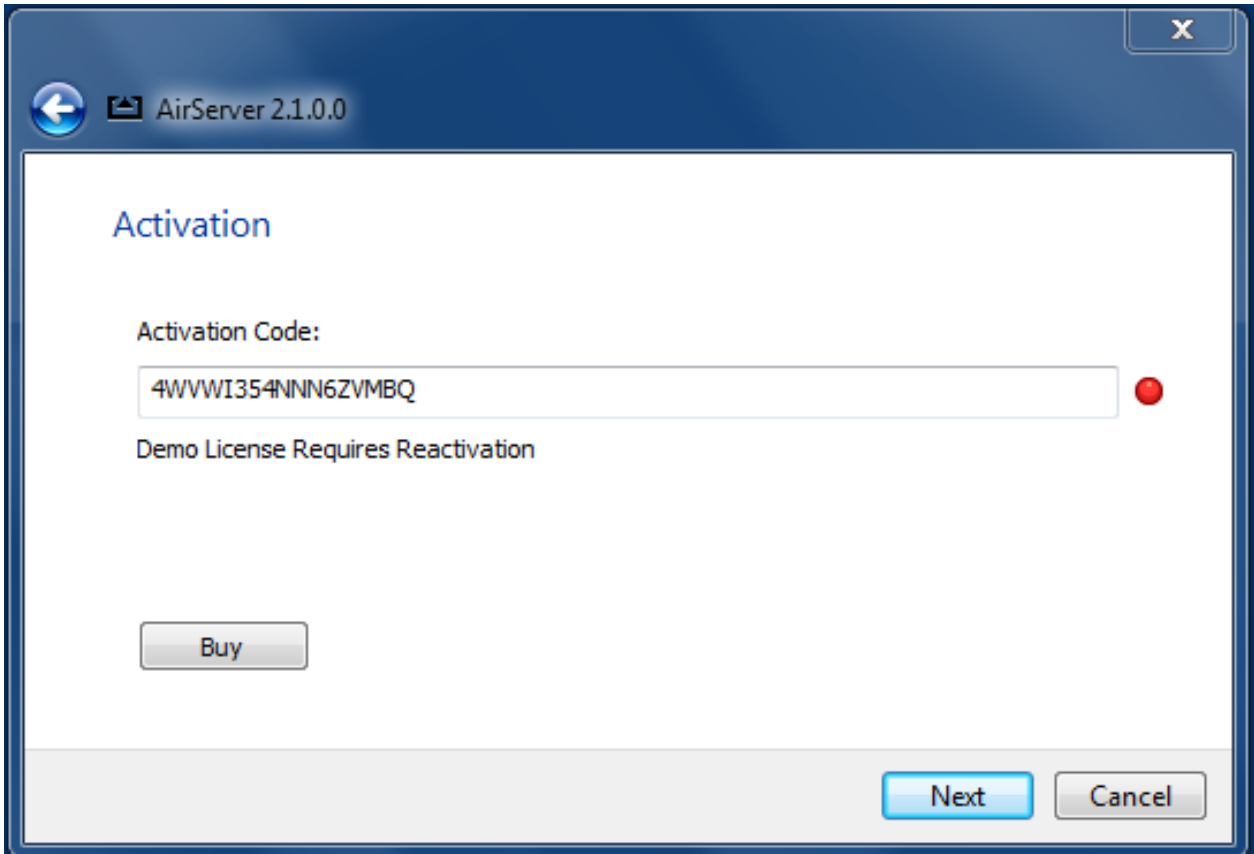 X
AirServer 2.1.0.0
Activation
Activation Code:
4WVWI354NNN6ZVMBQ
Demo License Requires Reactivation
Buy
Next Cancel